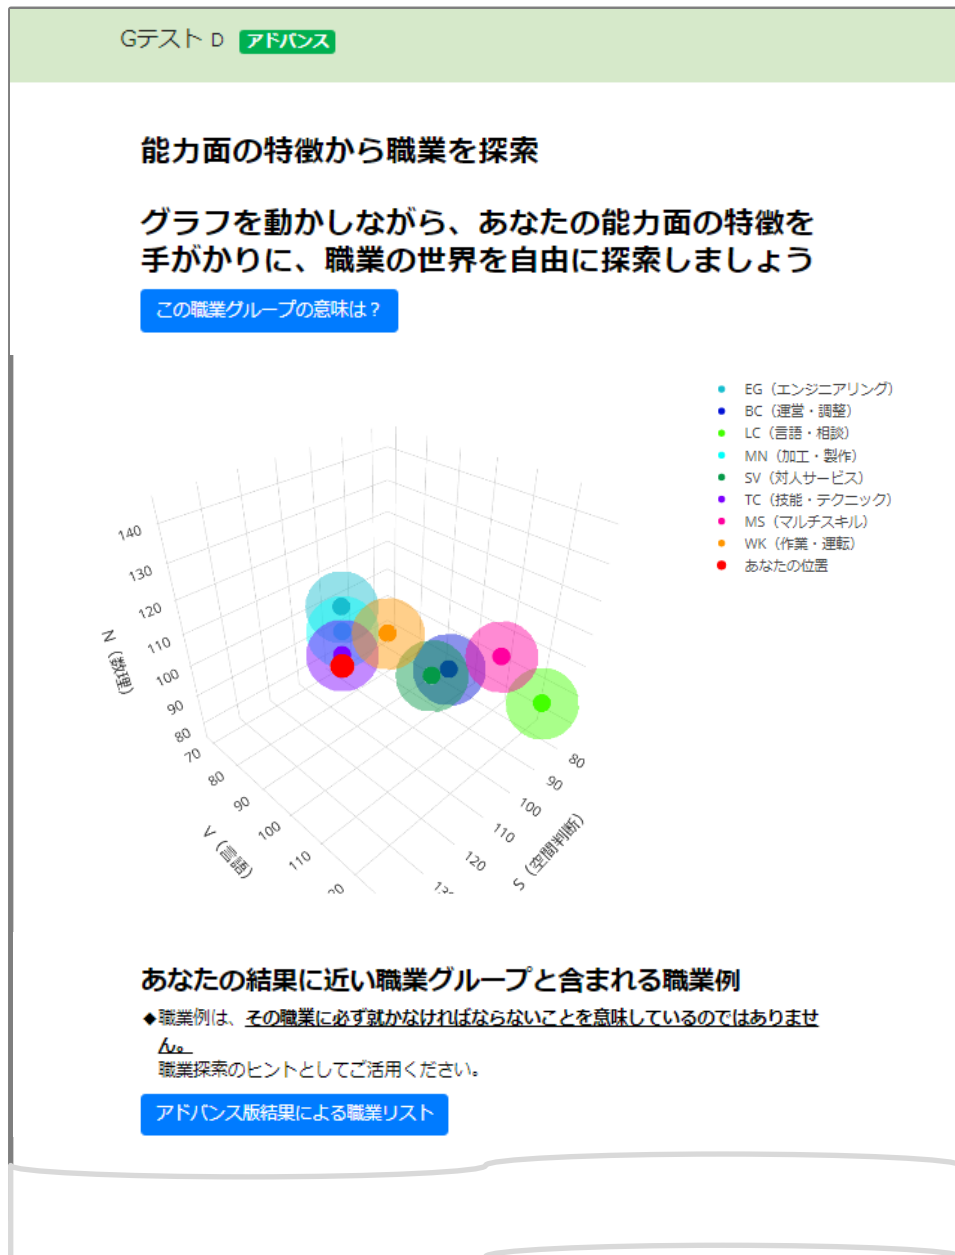 Gテスト D アドバンス
能力面の特徴から職業を探索
グラフを動かしながら、あなたの能力面の特徴を
手がかりに、職業の世界を自由に探索しましょう
この職業グループの意味は？
EG（エンジニアリング）
BC（運営・調整）
LC（言語・相談）
MN（加工・製作）
SV（対人サービス）
TC（技能・テクニック）
MS（マルチスキル）
WK（作業・運転）
あなたの位置
140
130
120
110
100
90
80
N（数理）
70
80
90
100
110
V（言語）
80
90
100
110
120
S（空間判断）
あなたの結果に近い職業グループと含まれる職業例
◆職業例は、その職業に必ず就かなければならないことを意味しているのではありませ
ん。
職業探索のヒントとしてご活用ください。
アドバンス版結果による職業リスト